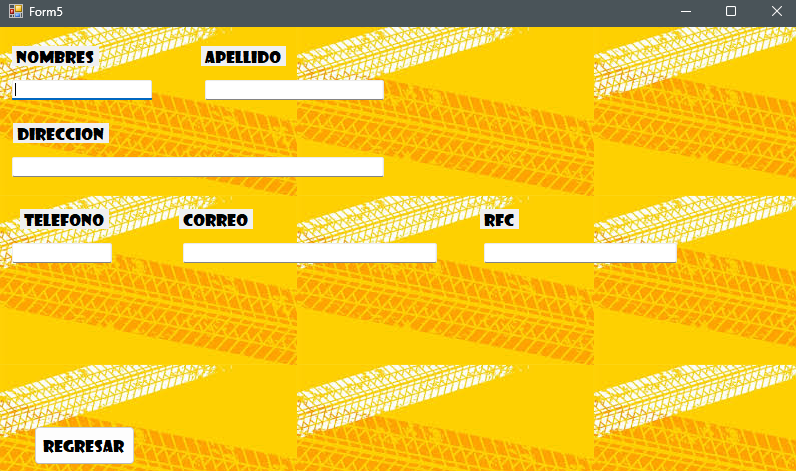 Form5
NOMBRES APELLIDO
DIRECCION
TELEFONO CORREO RFC
REGRESAR